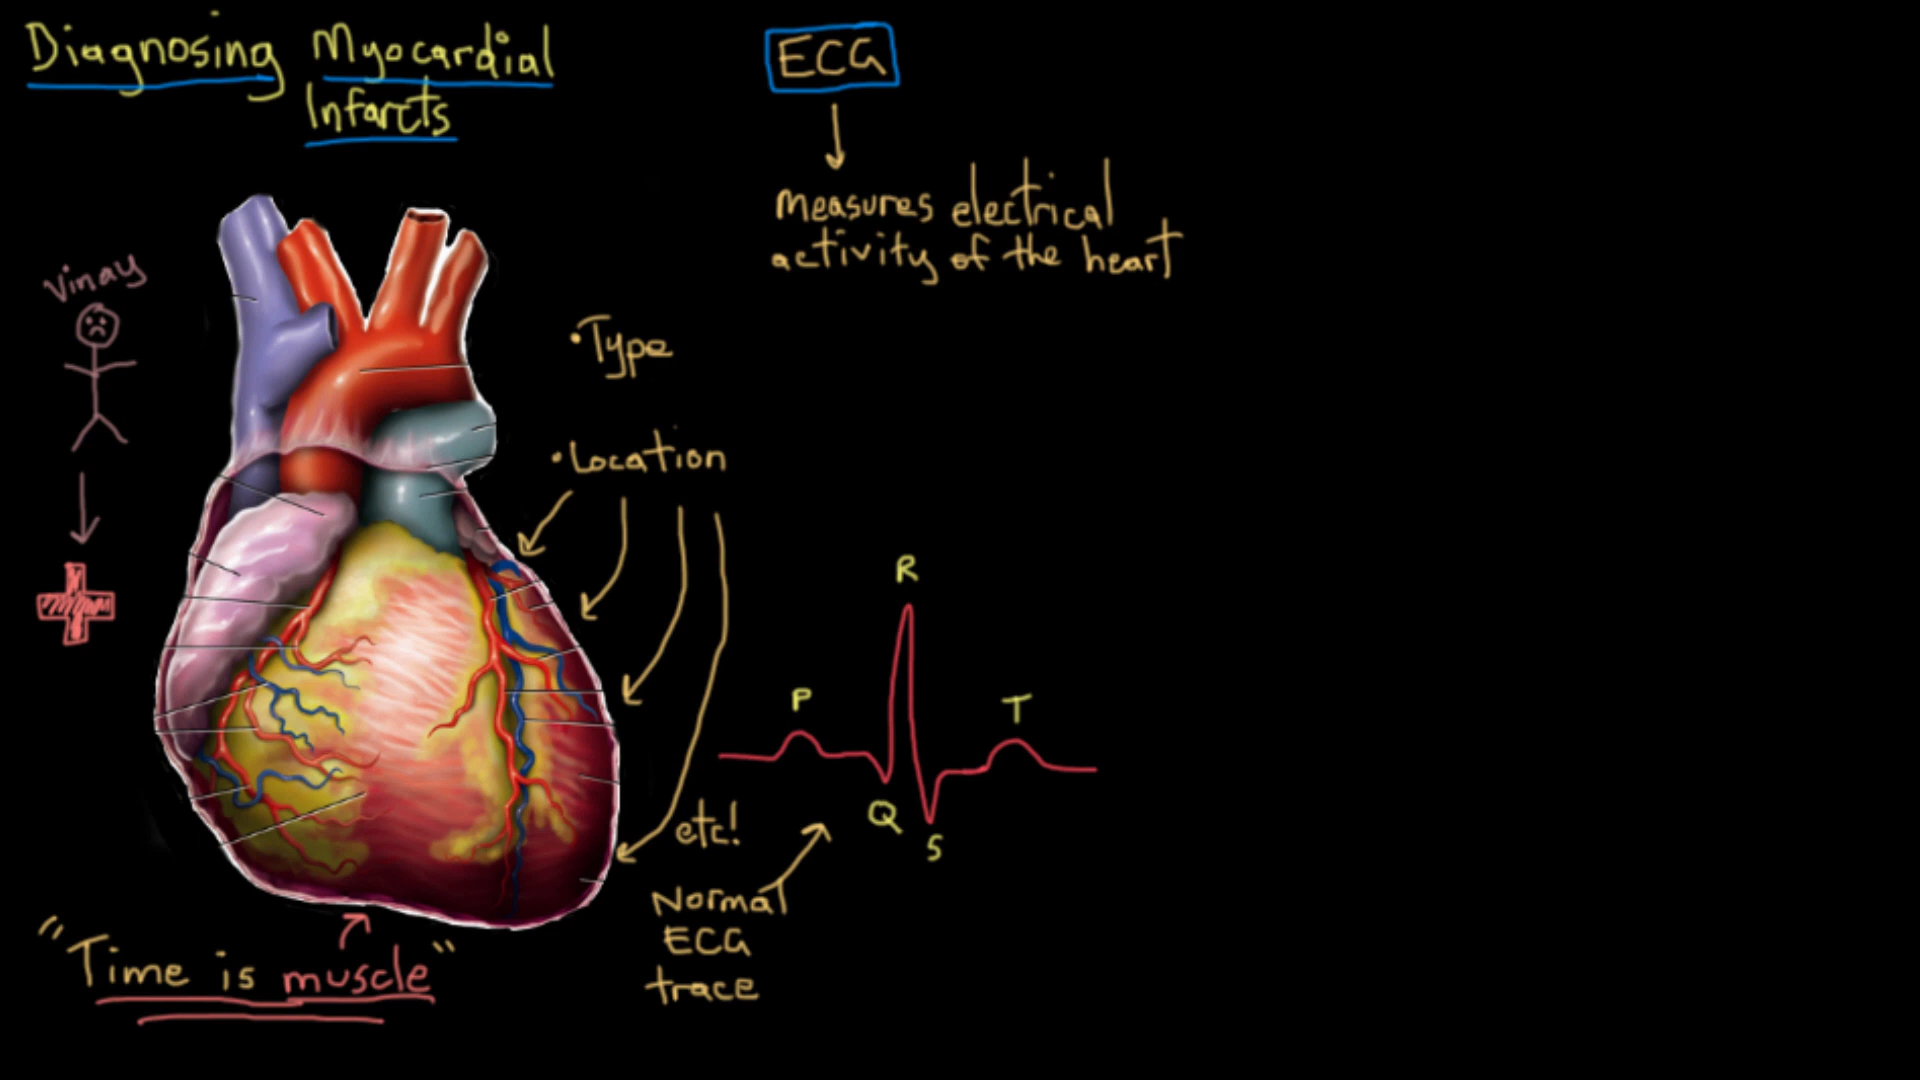 Diagnosing Myocardial
Infarcts
ECG
measures electrical
activity of the heart
Vinay
•Type
•Location
etc!
R
P
T
Q
S
Normal
ECG
trace
"Time is muscle"